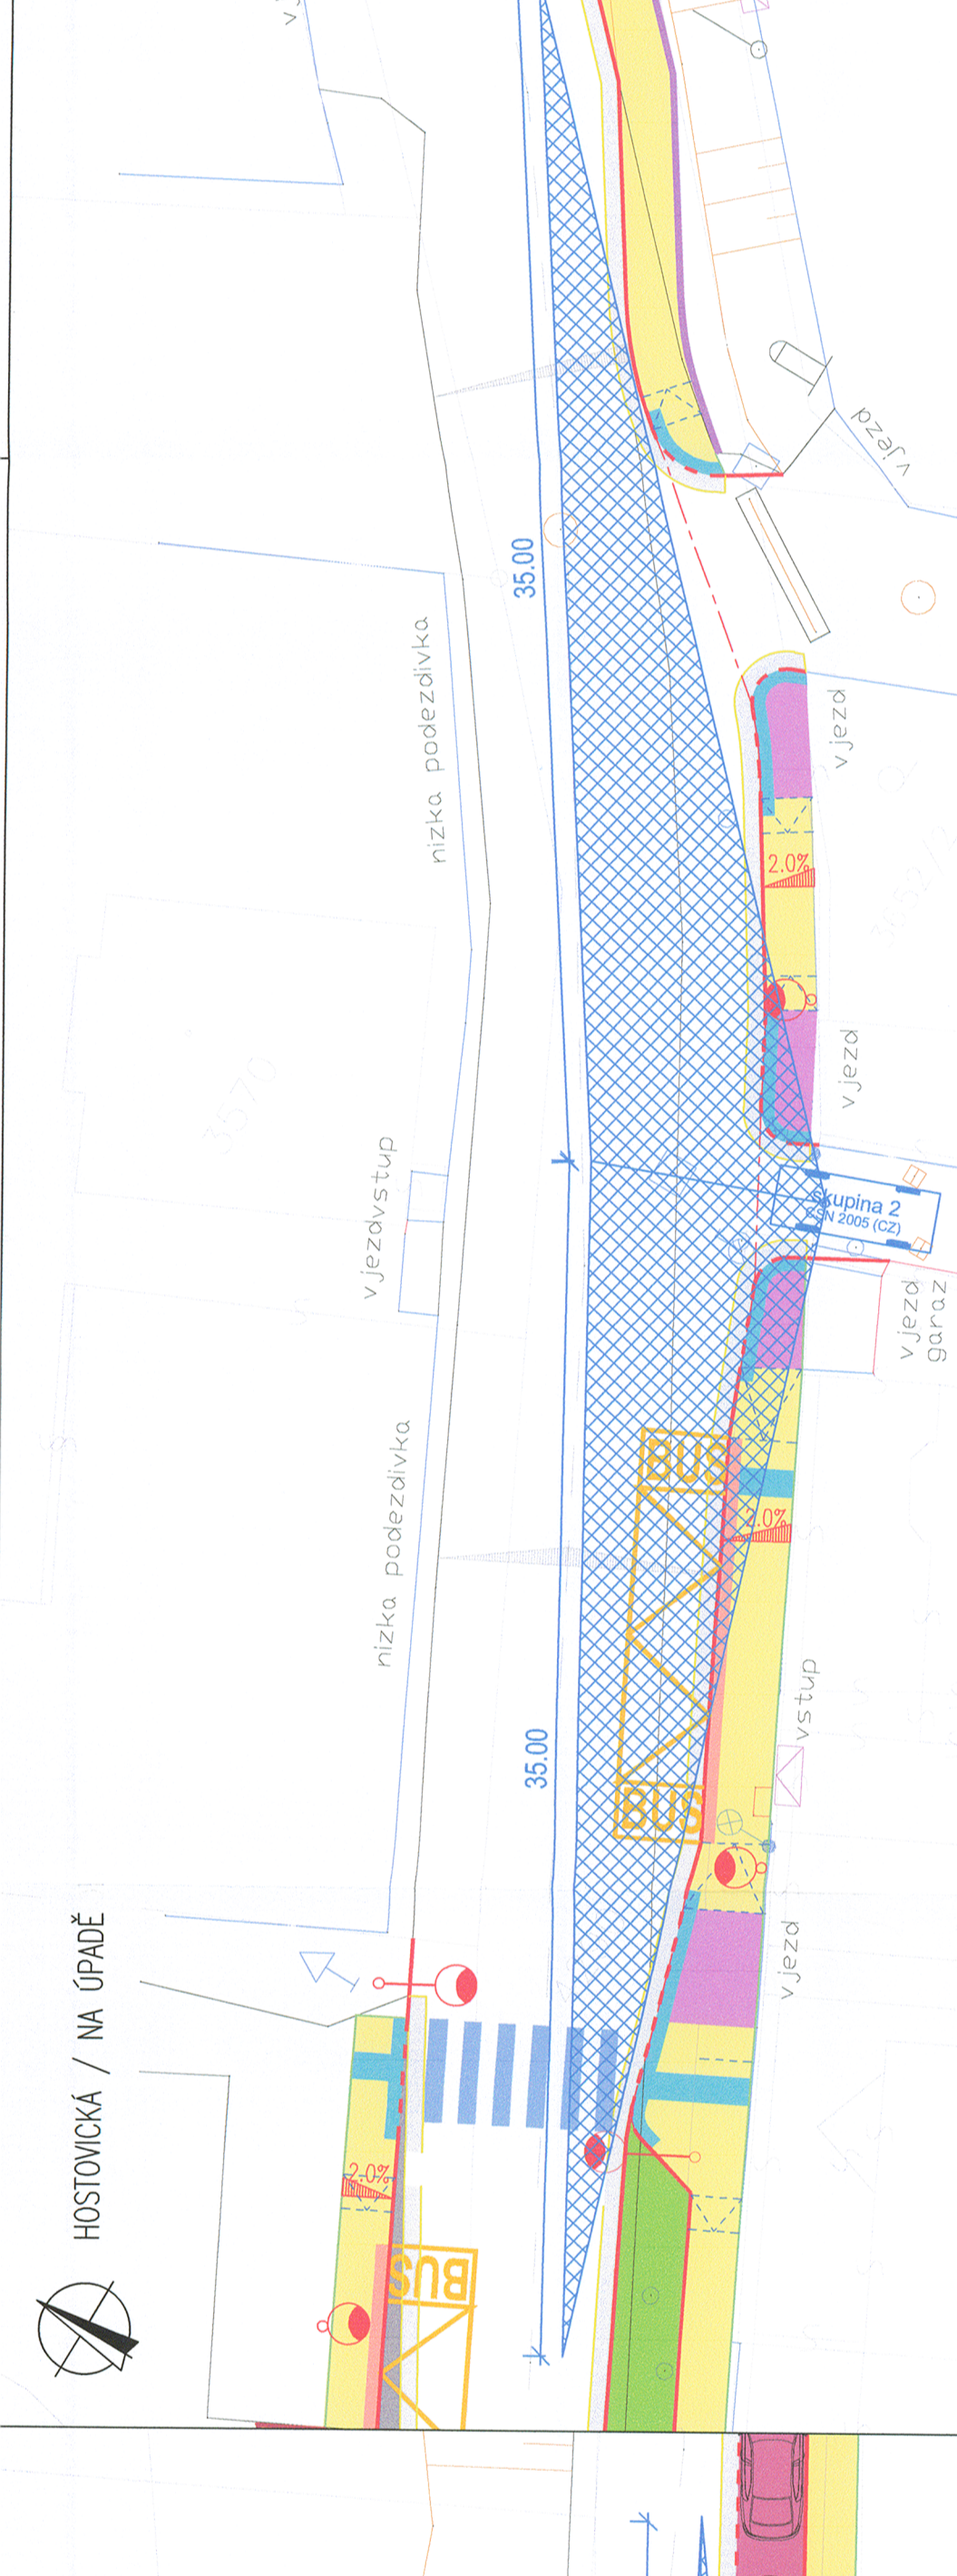 35.00
nizka podezdivka
vjezd
vjezd
2.0%
vjezd
vjezdvstup
Skupina 2
ČSN 2005 (CZ)
vjezd
garaz
nizka podezdivka
BUS
2.0%
vstup
35.00
BUS
HOSTOVICKÁ / NA ÚPADĚ
vjezd
2.0%
BUS
3570